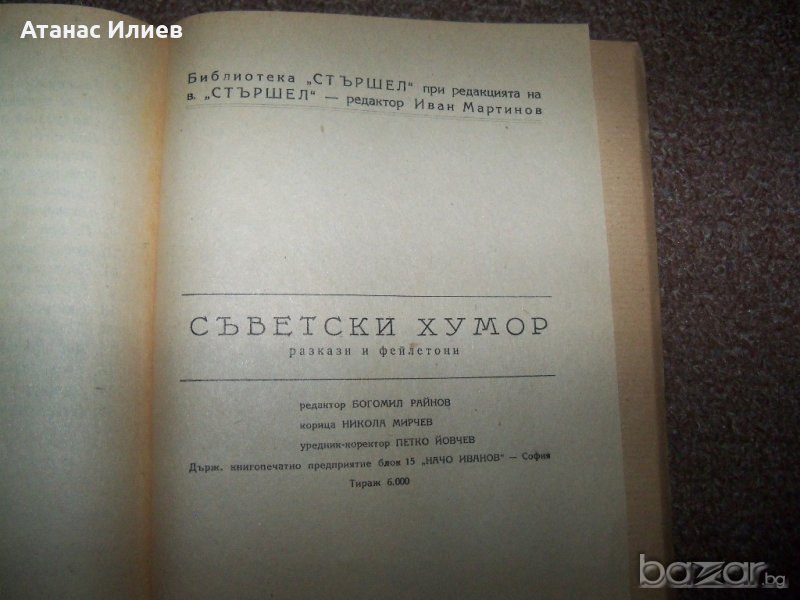 Атанас Илиев
Библиотека „СТЪРШЕЛ" при редакцията на
в. „СТЪРШЕЛ" — редактор Иван Мартинов
СЪВЕТСКИ ХУМОР
разкази и фейлетони
редактор БОГОМИЛ РАЙНОВ
корица НИКОЛА МИРЧЕВ
уредник-коректор ПЕТКО ЙОВЧЕВ
Държ. книгопечатно предприятие блок 15 „НАЧО ИВАНОВ" — София
Тираж 6.000
bazar.bg